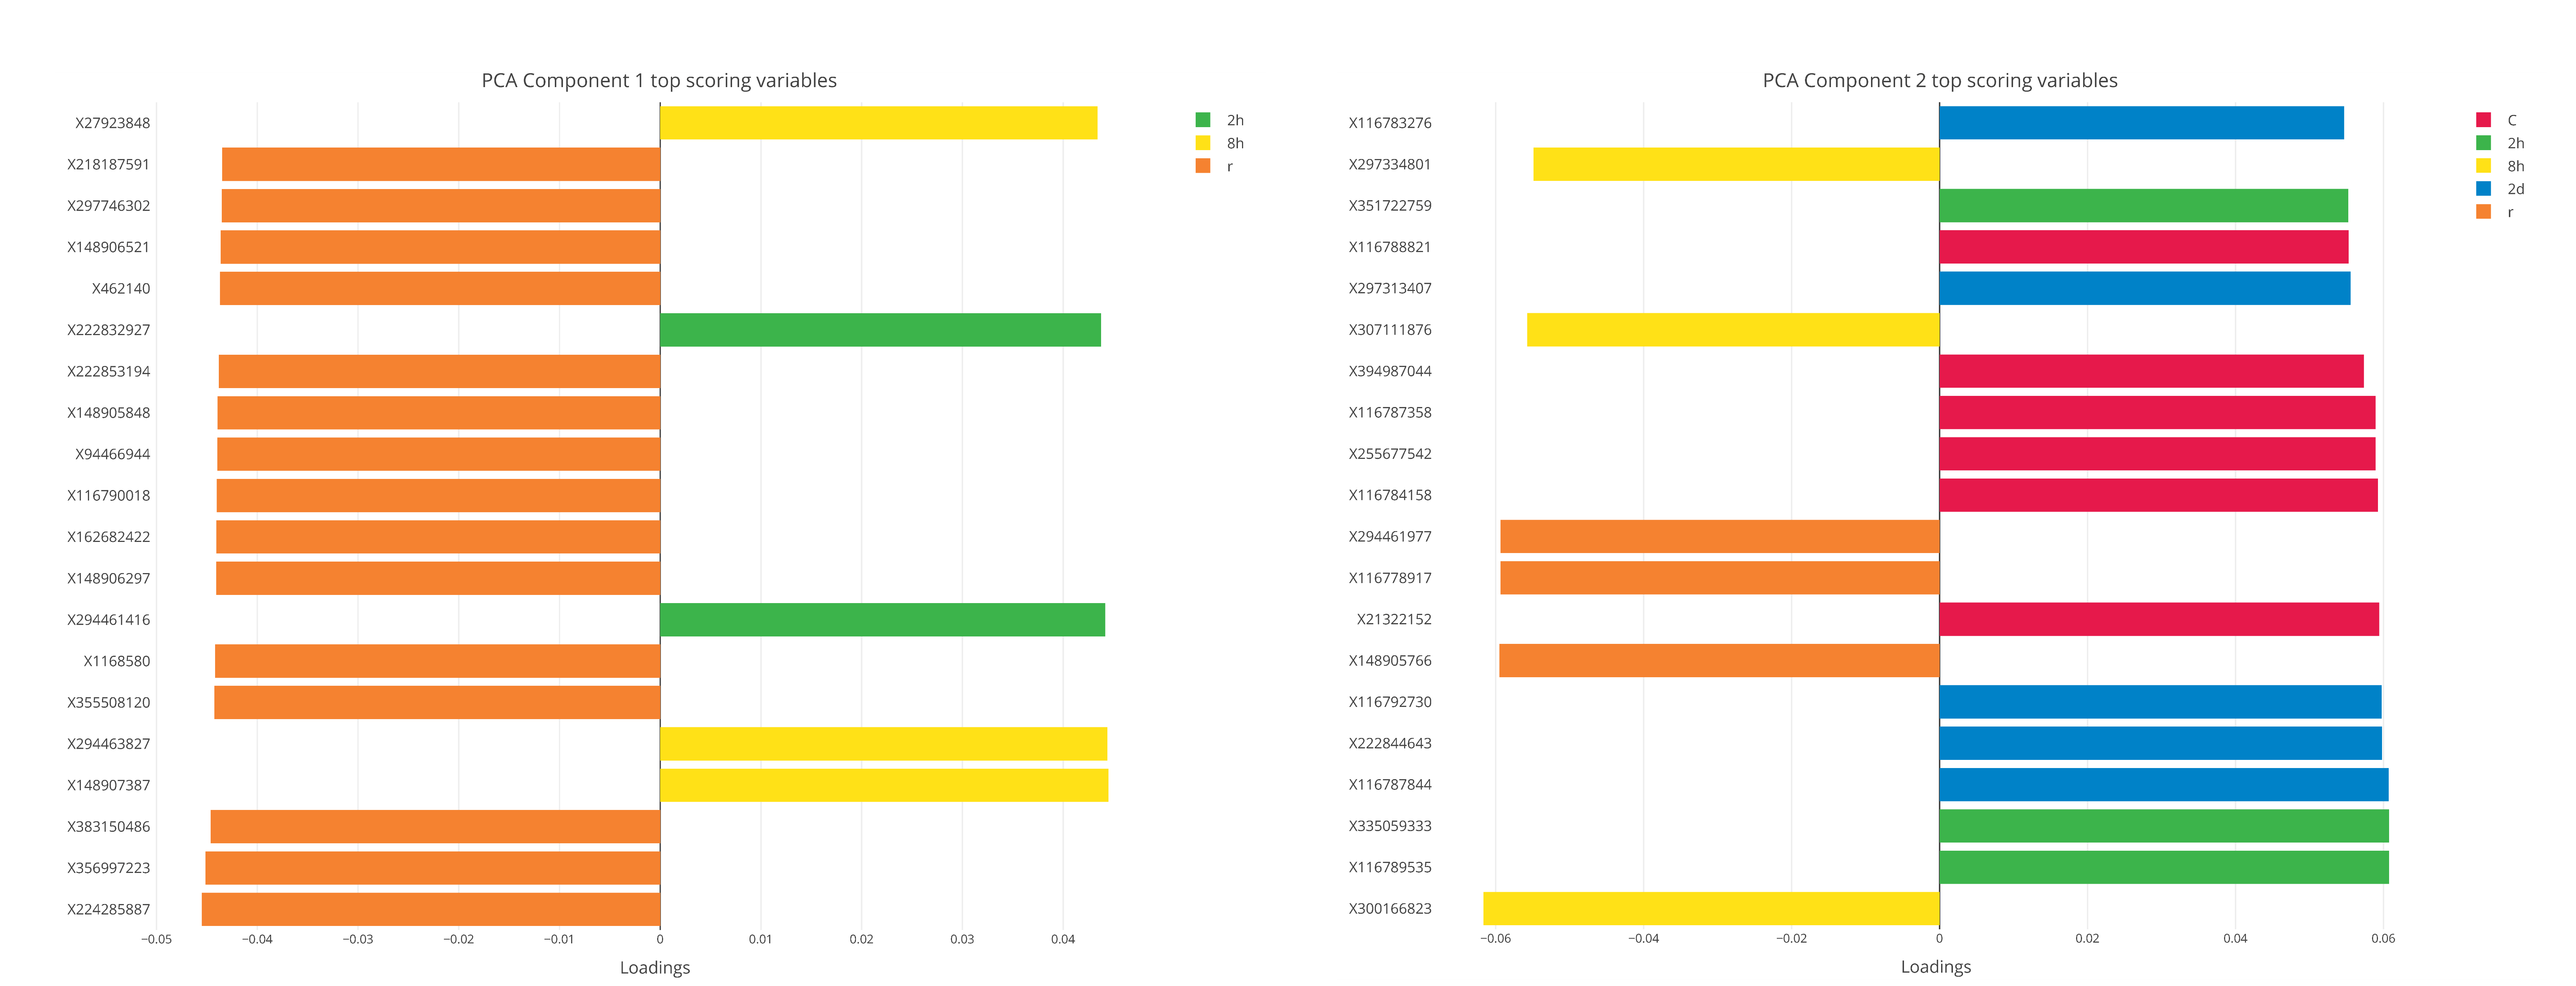 PCA Component 1 top scoring variables
X27923848
X218187591
X297746302
X148906521
X462140
X222832927
X222853194
X148905848
X94466944
X116790018
X162682422
X148906297
X294461416
X1168580
X355508120
X294463827
X148907387
X383150486
X356997223
X224285887
−0.05 −0.04 −0.03 −0.02 −0.01 0 0.01 0.02 0.03 0.04
Loadings
2h
8h
r
PCA Component 2 top scoring variables
X116783276
X297334801
X351722759
X116788821
X297313407
X307111876
X394987044
X116787358
X255677542
X116784158
X294461977
X116778917
X21322152
X148905766
X116792730
X222844643
X116787844
X335059333
X116789535
X300166823
−0.06 −0.04 −0.02 0 0.02 0.04 0.06
Loadings
C
2h
8h
2d
r